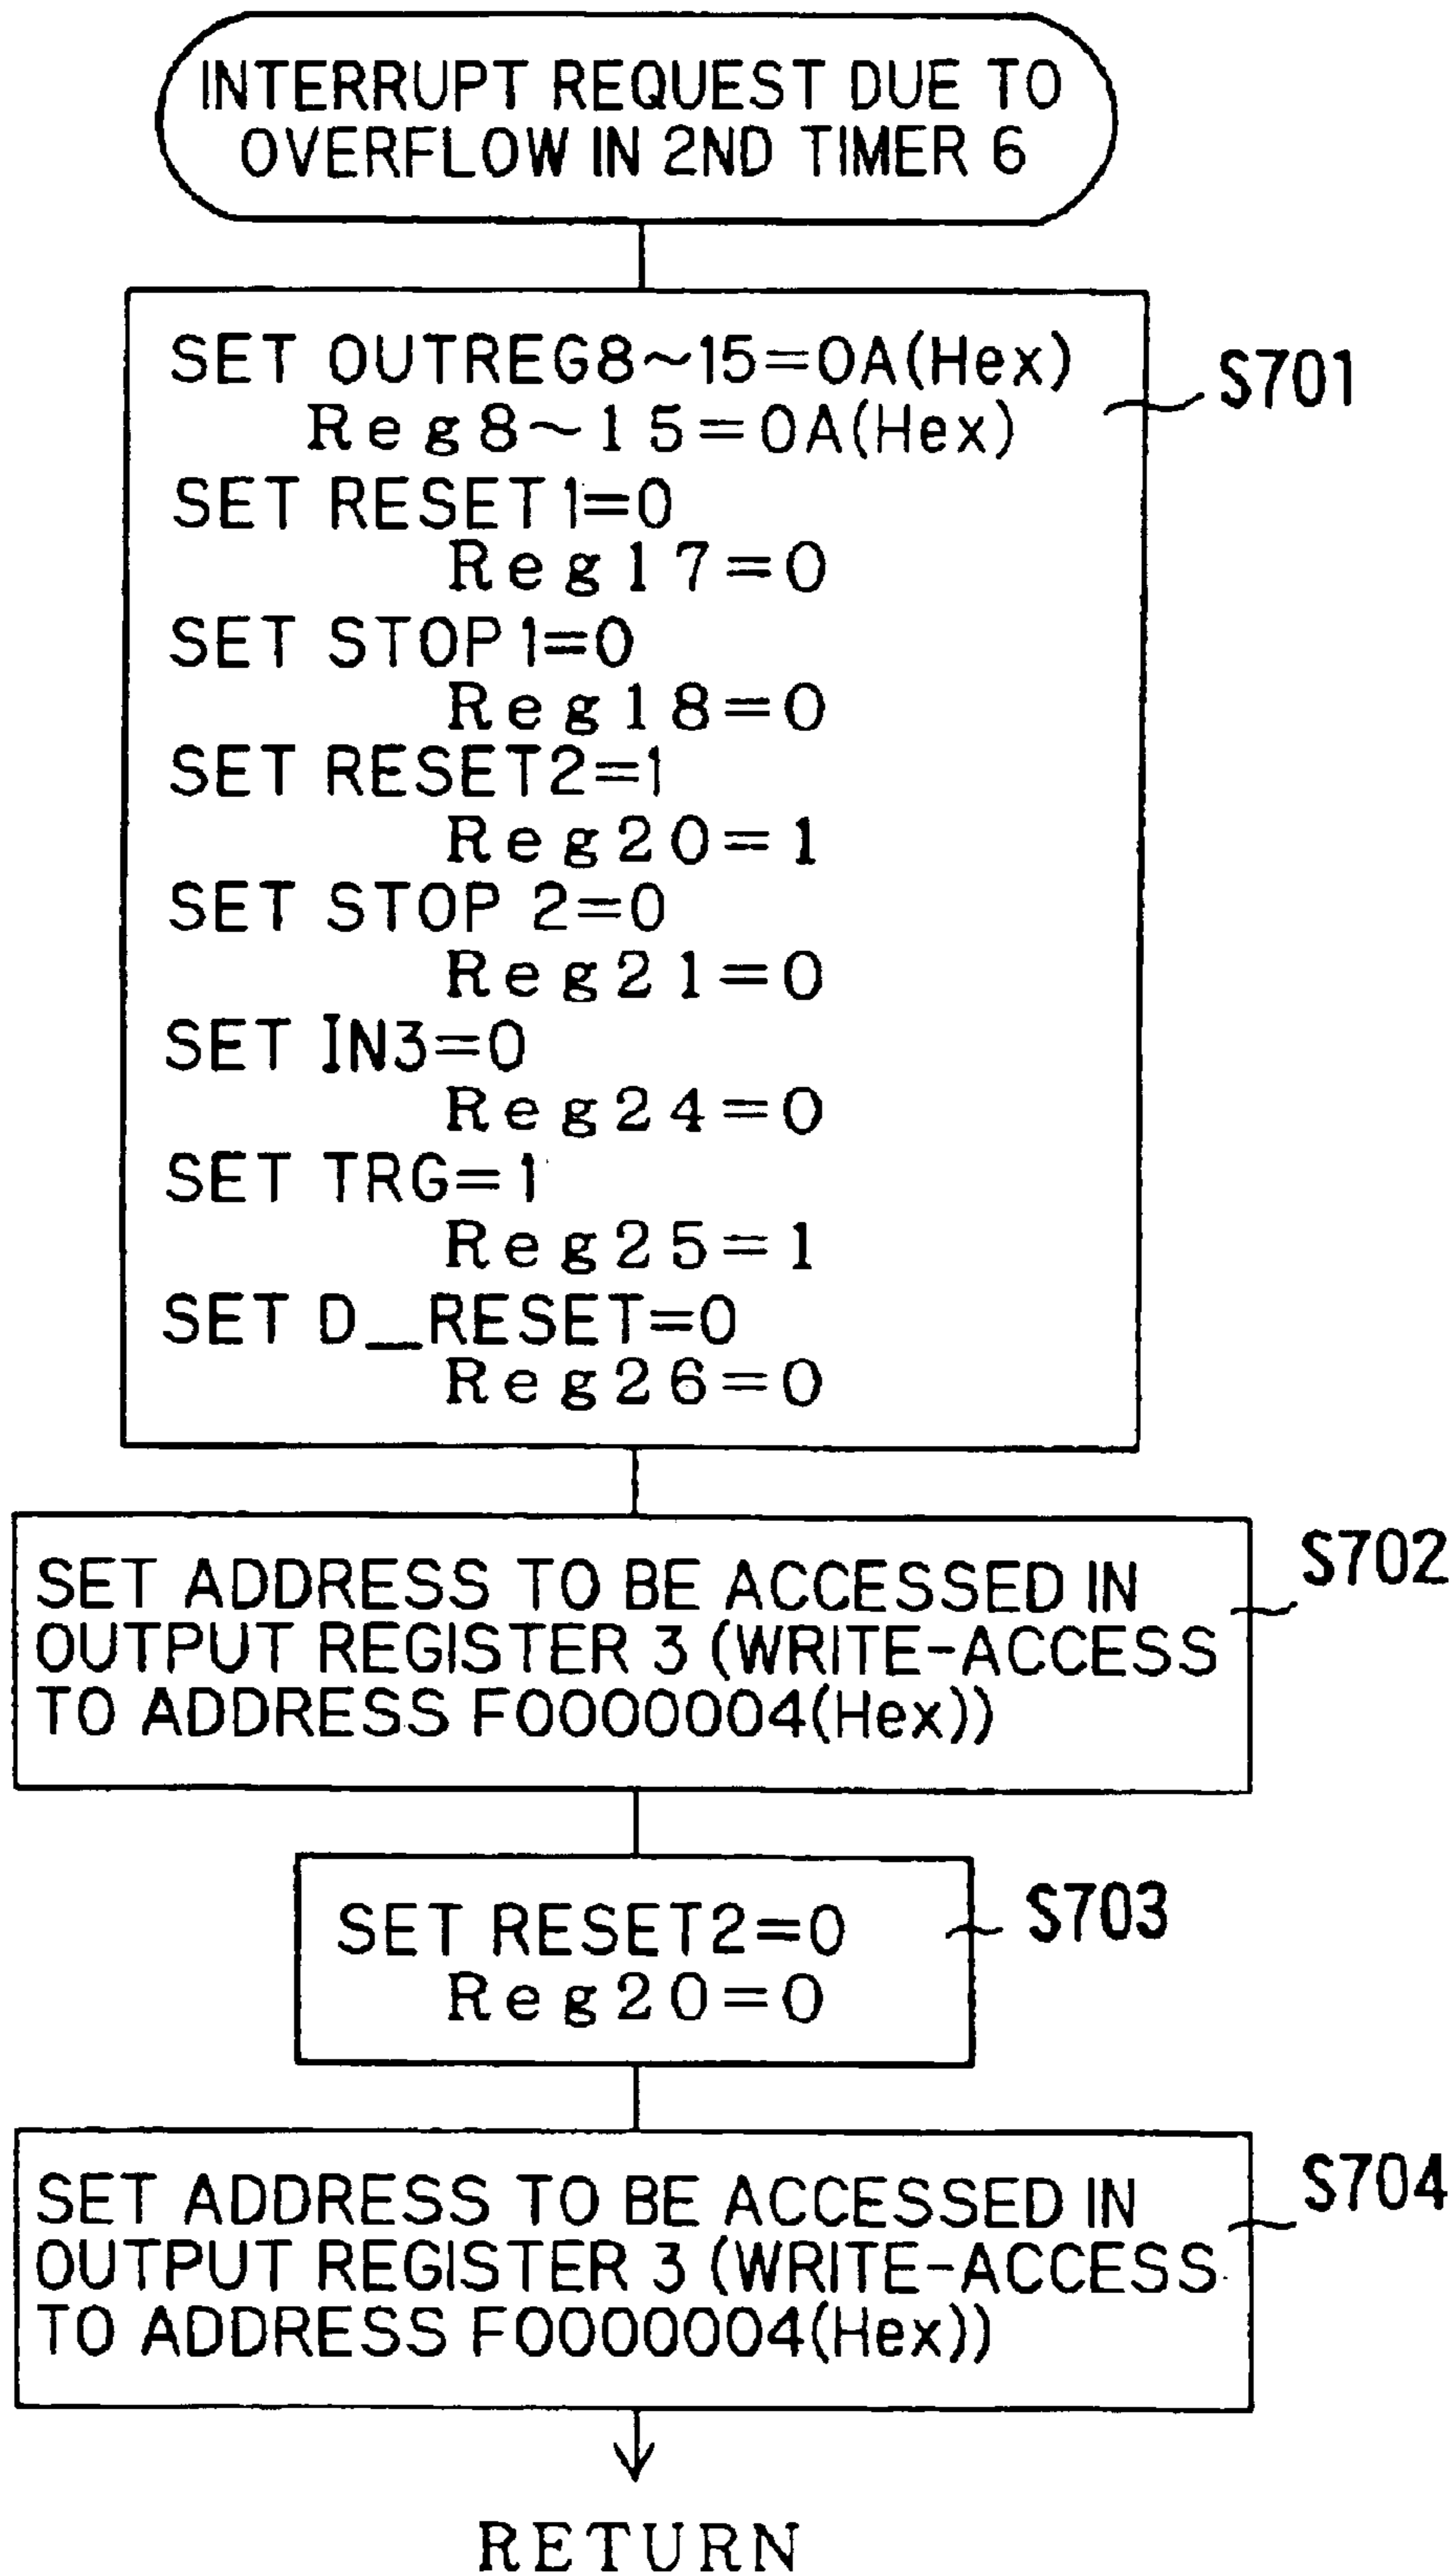 INTERRUPT REQUEST DUE TO
OVERFLOW IN 2ND TIMER 6
SET OUTREG8~15=0A(Hex)
Reg8~15=0A(Hex)
S701
SET RESET1=0
Reg17=0
SET STOP1=0
Reg18=0
SET RESET2=1
Reg20=1
SET STOP 2=0
Reg21=0
SET IN3=0
Reg24=0
SET TRG=1
Reg25=1
SET D_RESET=0
Reg26=0
S702
SET ADDRESS TO BE ACCESSED IN
OUTPUT REGISTER 3 (WRITE-ACCESS
TO ADDRESS F0000004(Hex))
S703
SET RESET2=0
Reg20=0
S704
SET ADDRESS TO BE ACCESSED IN
OUTPUT REGISTER 3 (WRITE-ACCESS
TO ADDRESS F0000004(Hex))
RETURN